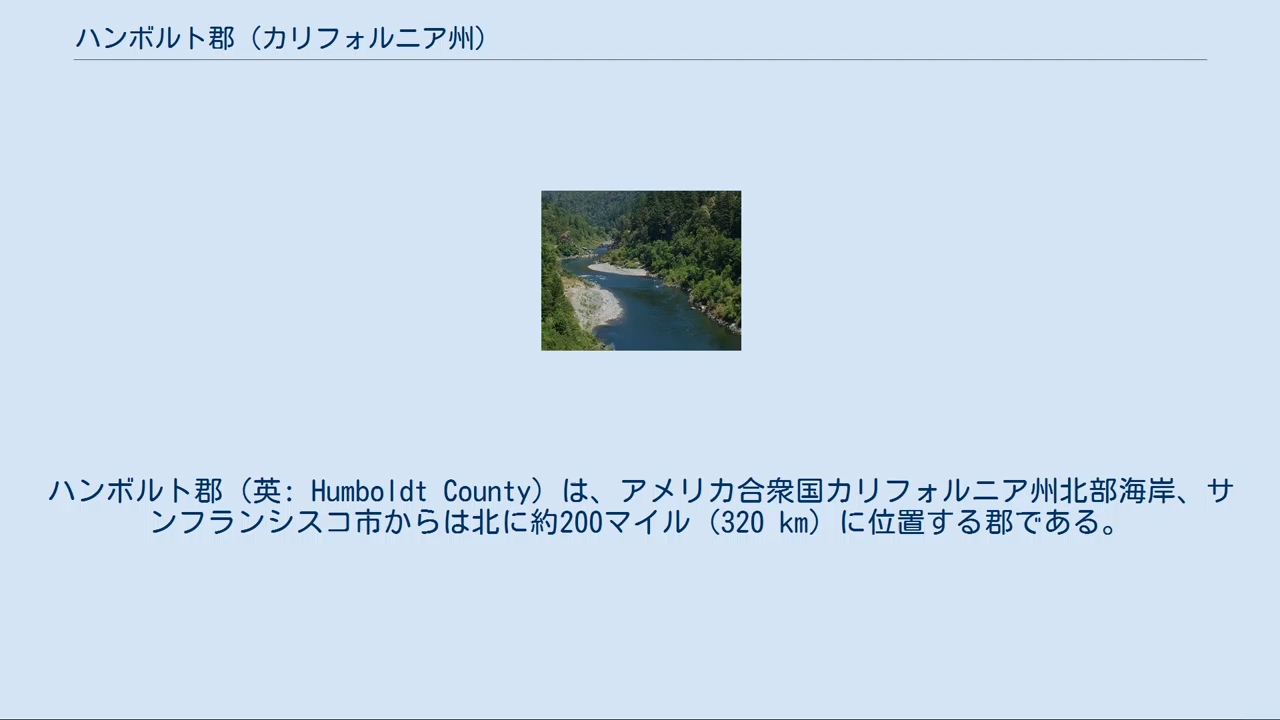 ハンボルト郡（カリフォルニア州）
ハンボルト郡（英: Humboldt County）は、アメリカ合衆国カリフォルニア州北部海岸、サ
ンフランシスコ市からは北に約200マイル（320 km）に位置する郡である。